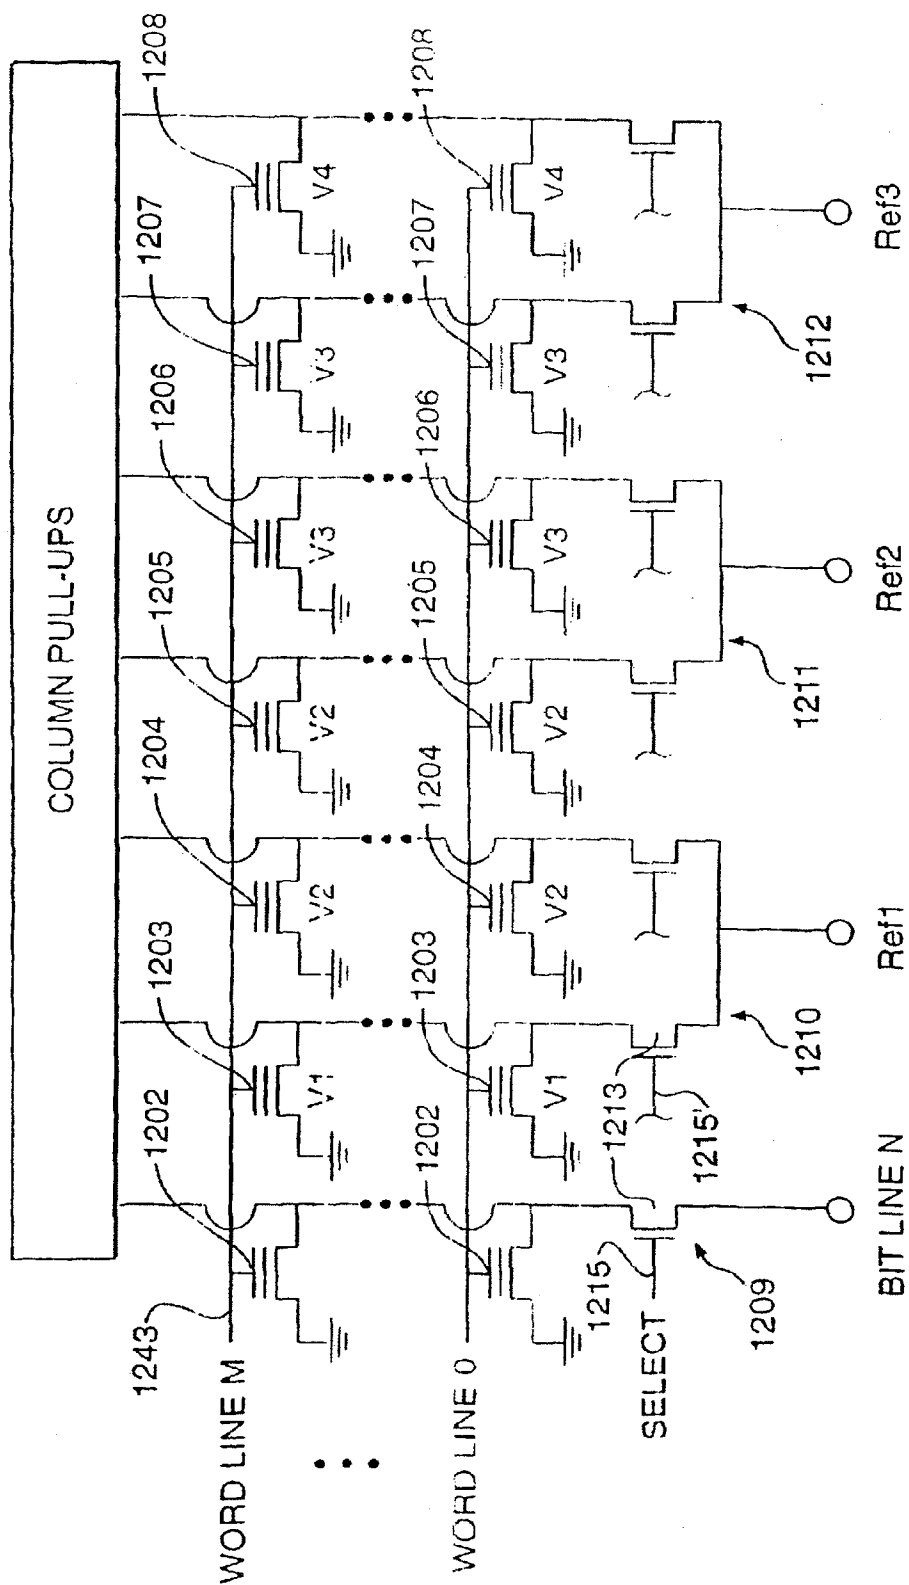 COLUMN PULL-UPS
1202 1203 1204 1205 1206 1207 1208
1243
WORD LINE M
V1 V2 V2 V3 V3 V4
1202 1203 1204 1205 1206 1207 1208
WORD LINE 0
V1 V2 V2 V3 V3 V4
1215 1213
SELECT
1215'
1209 1210 1211 1212
BIT LINE N Ref1 Ref2 Ref3